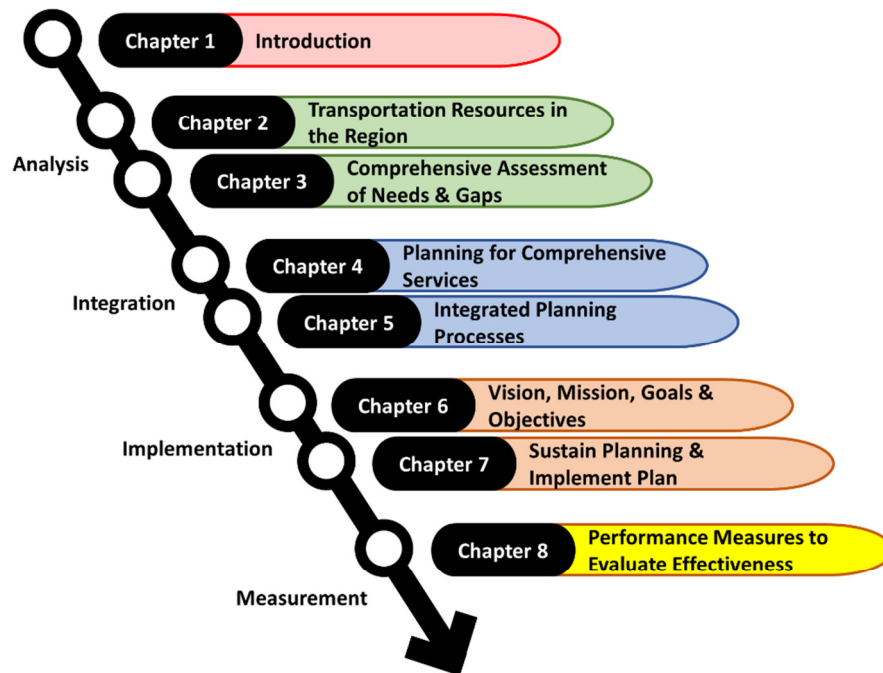 Chapter 1
Introduction
Chapter 2
Transportation Resources in
the Region
Analysis
Chapter 3
Comprehensive Assessment
of Needs & Gaps
Chapter 4
Planning for Comprehensive
Services
Integration
Chapter 5
Integrated Planning
Processes
Chapter 6
Vision, Mission, Goals &
Objectives
Implementation
Chapter 7
Sustain Planning &
Implement Plan
Chapter 8
Performance Measures to
Evaluate Effectiveness
Measurement